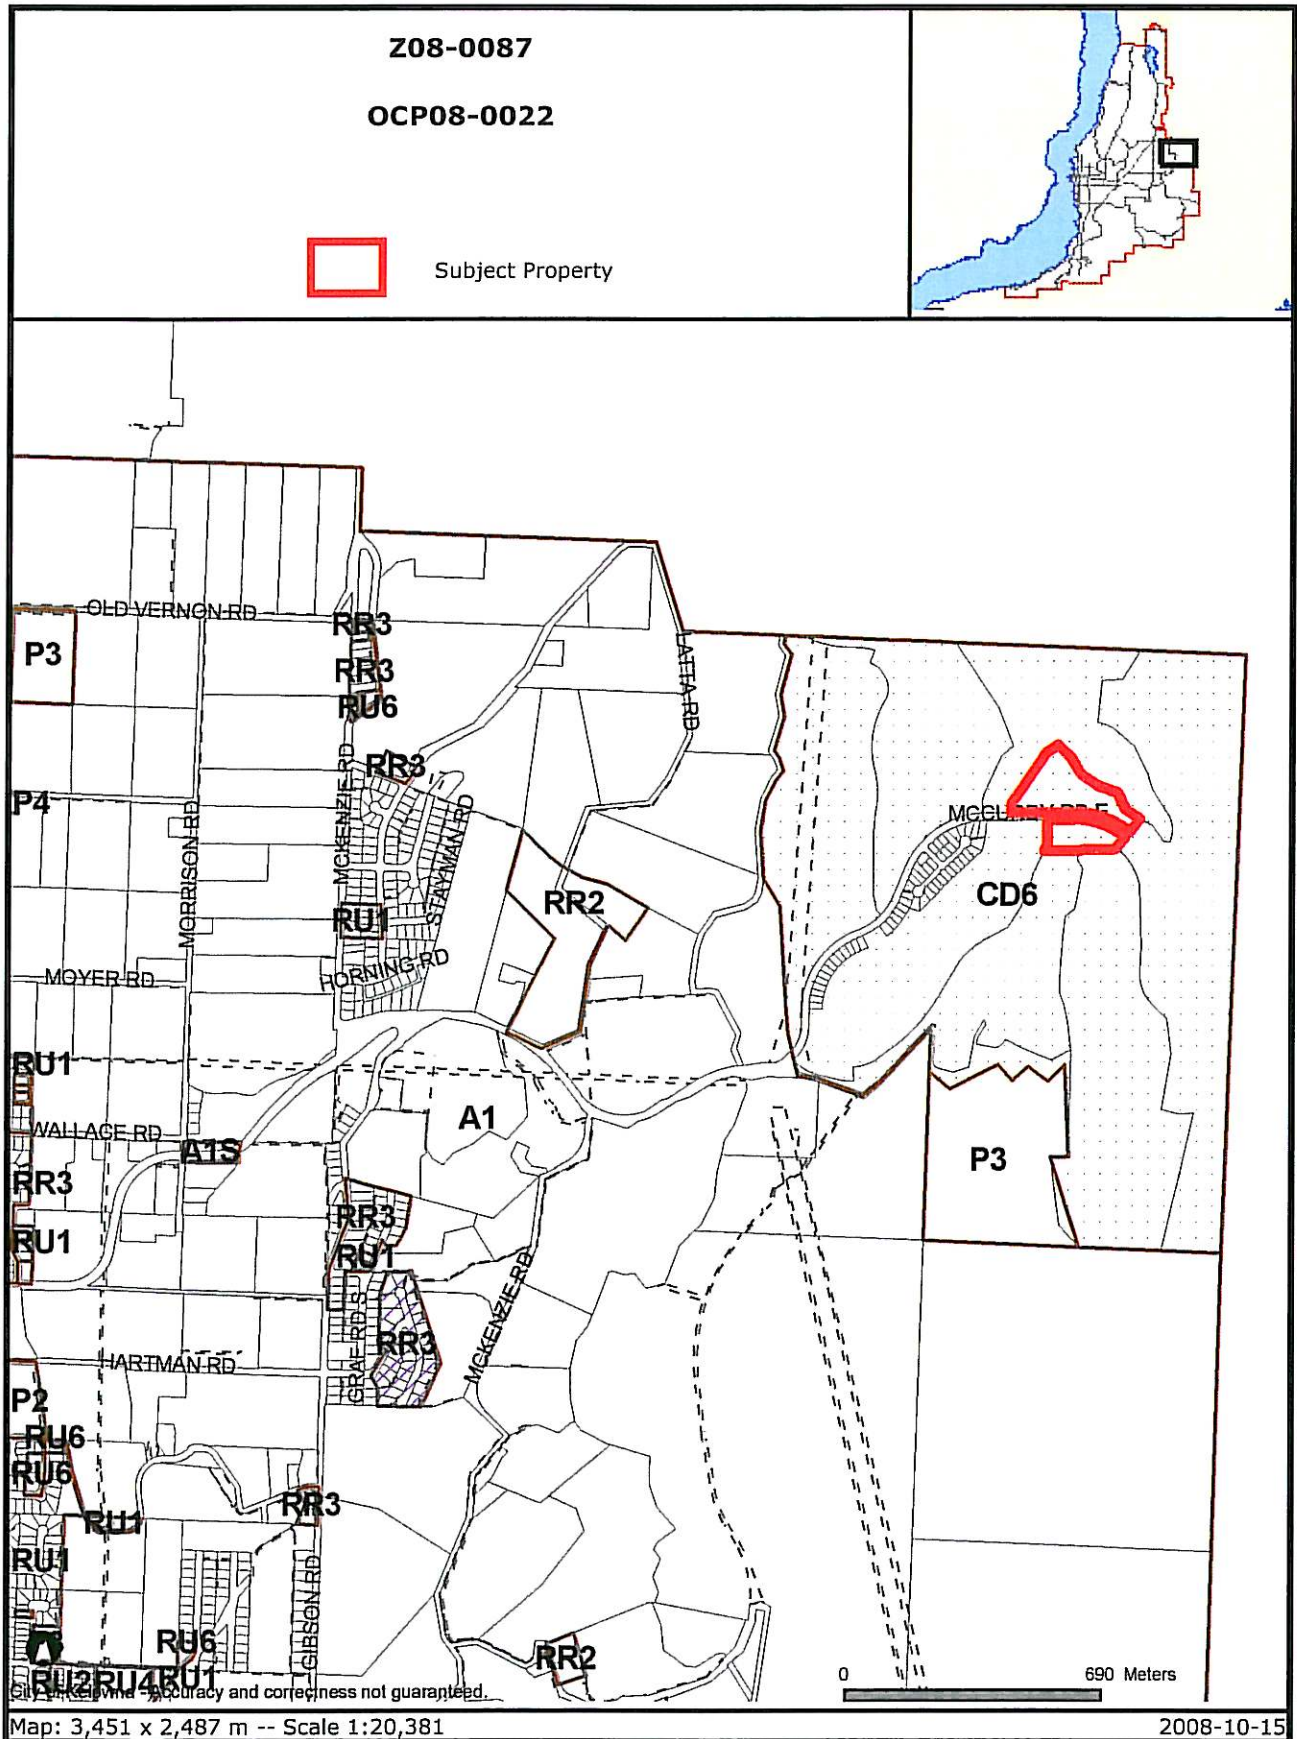 Z08-0087
OCP08-0022
Subject Property
OLD VERNON RD
P3
RR3
RR3
RU6
LATTA RD
RR3
MCKENZIE RD
P4
MORRISON RD
STAYMAN RD
CD6
RR2
RU1
HORNING RD
MOYER RD
RU1
A1
WALLACE RD
A1S
P3
RR3
RR3
RU1
RU1
MCKENZIE RD
GRAF RD S
RR3
HARTMAN RD
P2
RU6
RU6
RR3
RU1
RU1
GIBSON RD
RU6
RR2
RU2
RU4
RU1
0 690 Meters
accuracy and correctness not guaranteed.
Map: 3,451 x 2,487 m -- Scale 1:20,381
2008-10-15